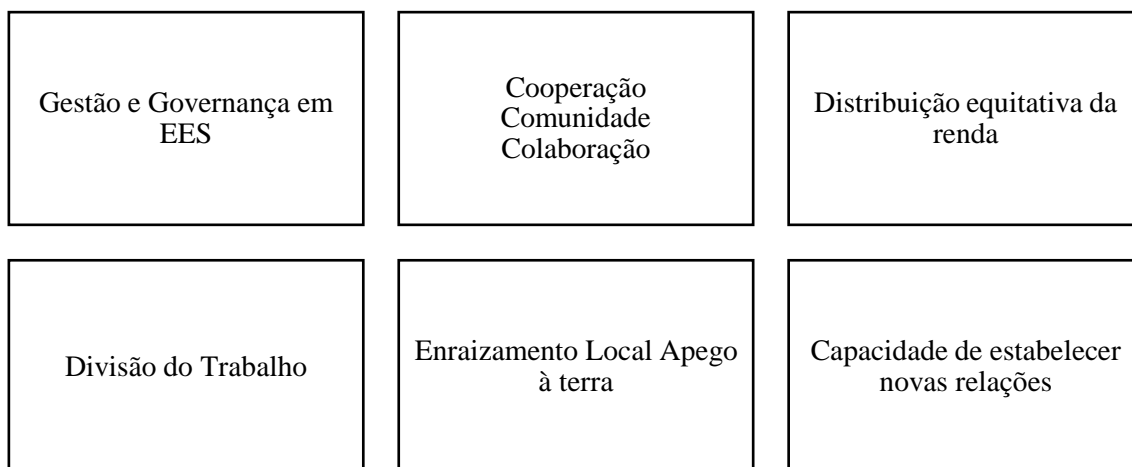 Gestão e Governança em
EES
Cooperação
Comunidade
Colaboração
Distribuição equitativa da
renda
Divisão do Trabalho
Enraizamento Local Apego
à terra
Capacidade de estabelecer
novas relações